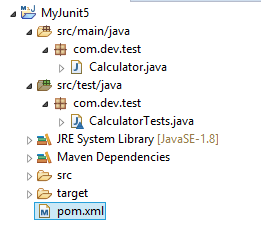 MyJunit5
src/main/java
com.dev.test
Calculator.java
src/test/java
com.dev.test
CalculatorTests.java
JRE System Library [JavaSE-1.8]
Maven Dependencies
src
target
pom.xml